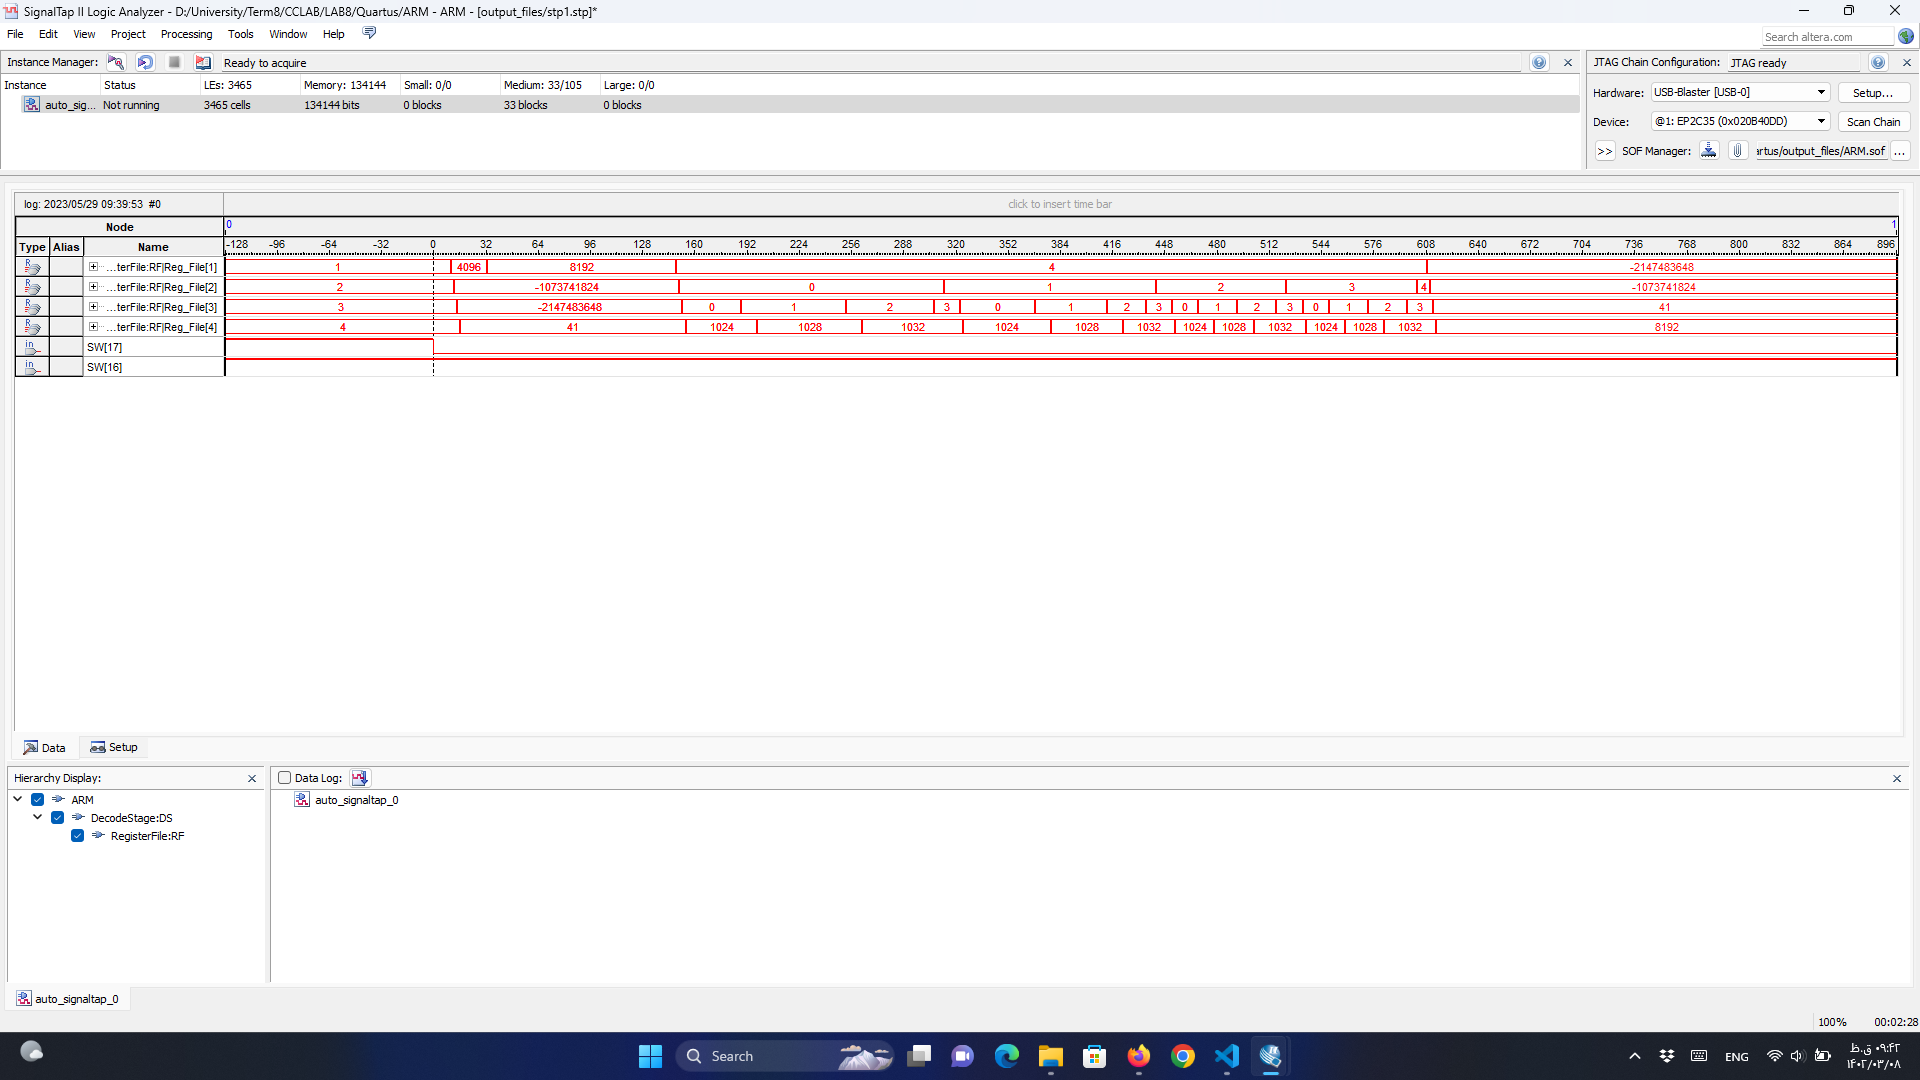 SignalTap II Logic Analyzer - D:/University/Term8/CCLAB/LAB8/Quartus/ARM - ARM - [output_files/stp1.stp]*
File Edit View Project Processing Tools Window Help
Search altera.com
Instance Manager: Ready to acquire
Instance Status LEs: 3465 Memory: 134144 Small: 0/0 Medium: 33/105 Large: 0/0
auto_sig... Not running 3465 cells 134144 bits 0 blocks 33 blocks 0 blocks
JTAG Chain Configuration: JTAG ready
Hardware: USB-Blaster [USB-0] Setup...
Device: @1: EP2C35 (0x020B40DD) Scan Chain
>> SOF Manager: artus/output_files/ARM.sof ...
log: 2023/05/29 09:39:53 #0 click to insert time bar
Node 0 1
Type Alias Name -128 -96 -64 -32 0 32 64 96 128 160 192 224 256 288 320 352 384 416 448 480 512 544 576 608 640 672 704 736 768 800 832 864 896
...terFile:RF|Reg_File[1] 1 4096 8192 4 -2147483648
...terFile:RF|Reg_File[2] 2 -1073741824 0 1 2 3 4 -1073741824
...terFile:RF|Reg_File[3] 3 -2147483648 0 1 2 3 0 1 2 3 0 1 2 3 0 1 2 3 41
...terFile:RF|Reg_File[4] 4 41 1024 1028 1032 1024 1028 1032 1024 1028 1032 1024 1028 1032 8192
in SW[17]
in SW[16]
Data Setup
Hierarchy Display:
ARM
DecodeStage:DS
RegisterFile:RF
Data Log:
auto_signaltap_0
auto_signaltap_0
100% 00:02:28
Search
ENG
۰۹:۴۲ ق.ظ
۱۴۰۲/۰۳/۰۸